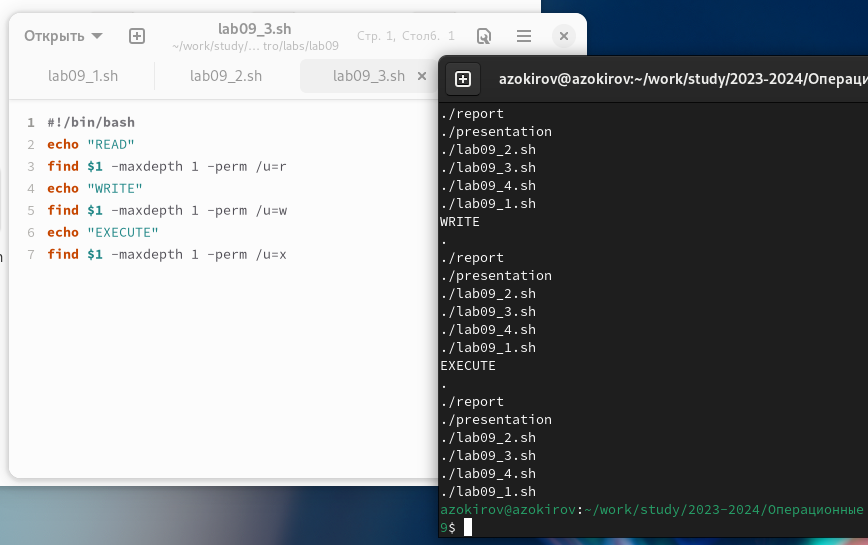 Открыть
lab09_3.sh
~/work/study/… tro/labs/lab09
Стр. 1, Столб. 1
lab09_1.sh
lab09_2.sh
lab09_3.sh
1 #!/bin/bash
2 echo "READ"
3 find $1 -maxdepth 1 -perm /u=r
4 echo "WRITE"
5 find $1 -maxdepth 1 -perm /u=w
6 echo "EXECUTE"
7 find $1 -maxdepth 1 -perm /u=x
azokirov@azokirov:~/work/study/2023-2024/Операци
./report
./presentation
./lab09_2.sh
./lab09_3.sh
./lab09_4.sh
./lab09_1.sh
WRITE
.
./report
./presentation
./lab09_2.sh
./lab09_3.sh
./lab09_4.sh
./lab09_1.sh
EXECUTE
.
./report
./presentation
./lab09_2.sh
./lab09_3.sh
./lab09_4.sh
./lab09_1.sh
azokirov@azokirov:~/work/study/2023-2024/Операционные
9$